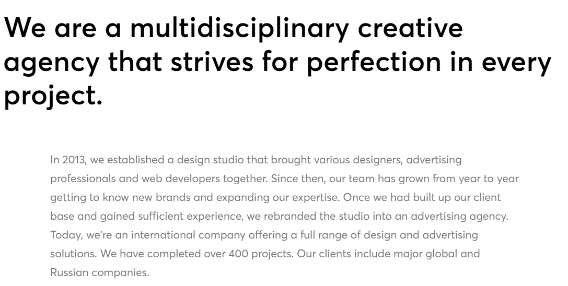 We are a multidisciplinary creative
agency that strives for perfection in every
project.
In 2013, we established a design studio that brought various designers, advertising
professionals and web developers together. Since then, our team has grown from year to year
getting to know new brands and expanding our expertise. Once we had built up our client
base and gained sufficient experience, we rebranded the studio into an advertising agency.
Today, we're an international company offering a full range of design and advertising
solutions. We have completed over 400 projects. Our clients include major global and
Russian companies.